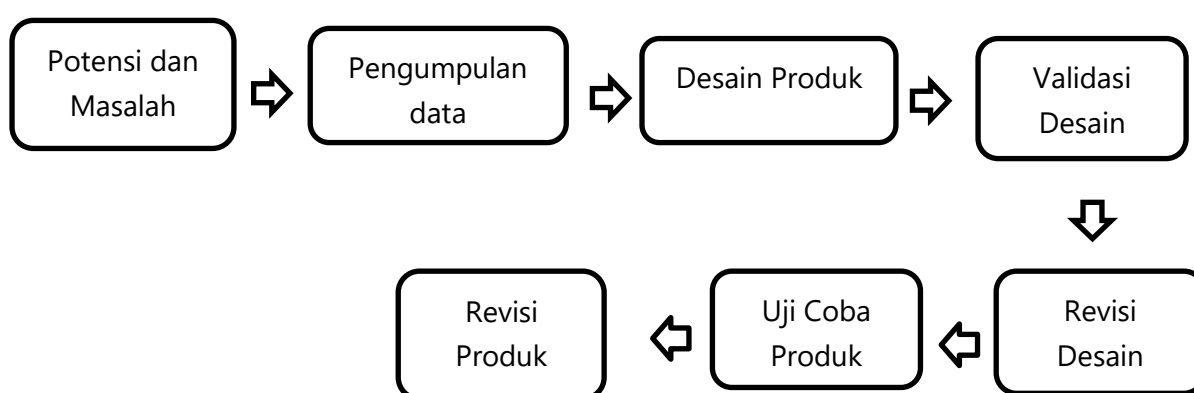 Potensi dan
Masalah
Pengumpulan
data
Desain Produk
Validasi
Desain
Revisi
Desain
Uji Coba
Produk
Revisi
Produk